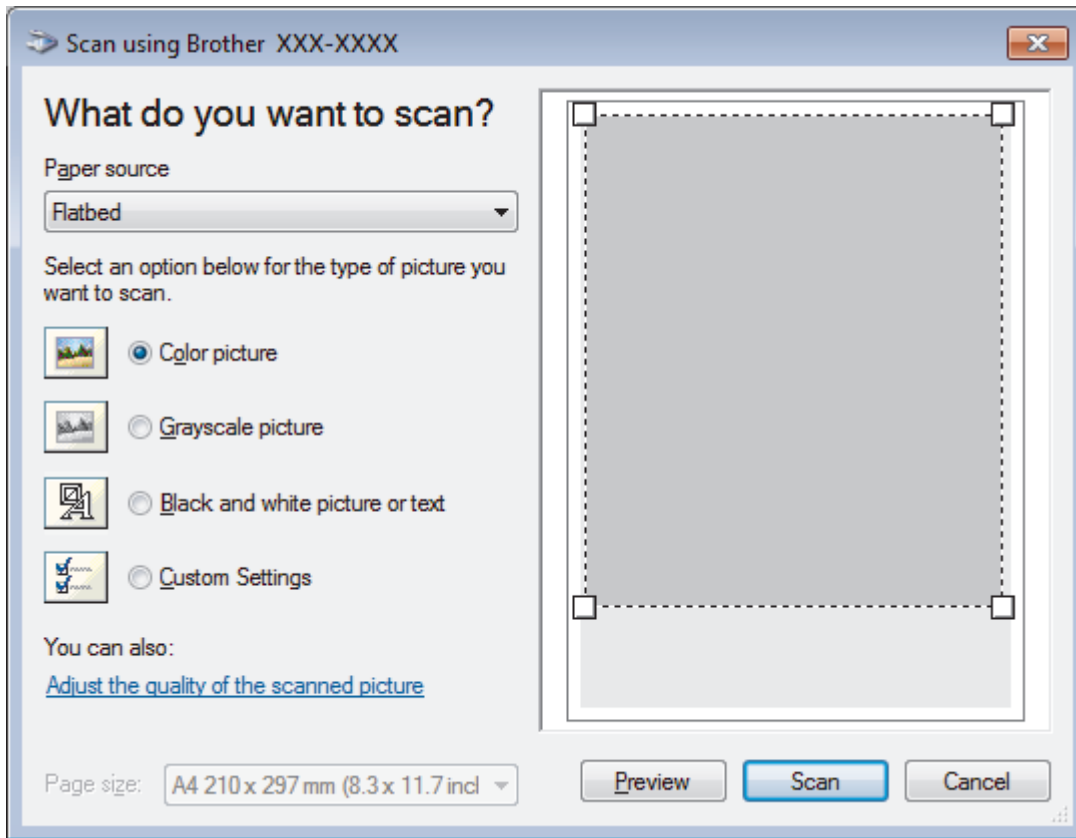 Scan using Brother XXX-XXXX
What do you want to scan?
Paper source
Flatbed
Select an option below for the type of picture you
want to scan.
Color picture
Grayscale picture
Black and white picture or text
Custom Settings
You can also:
Adjust the quality of the scanned picture
Page size:
A4 210 x 297 mm (8.3 x 11.7 incl
Preview
Scan
Cancel